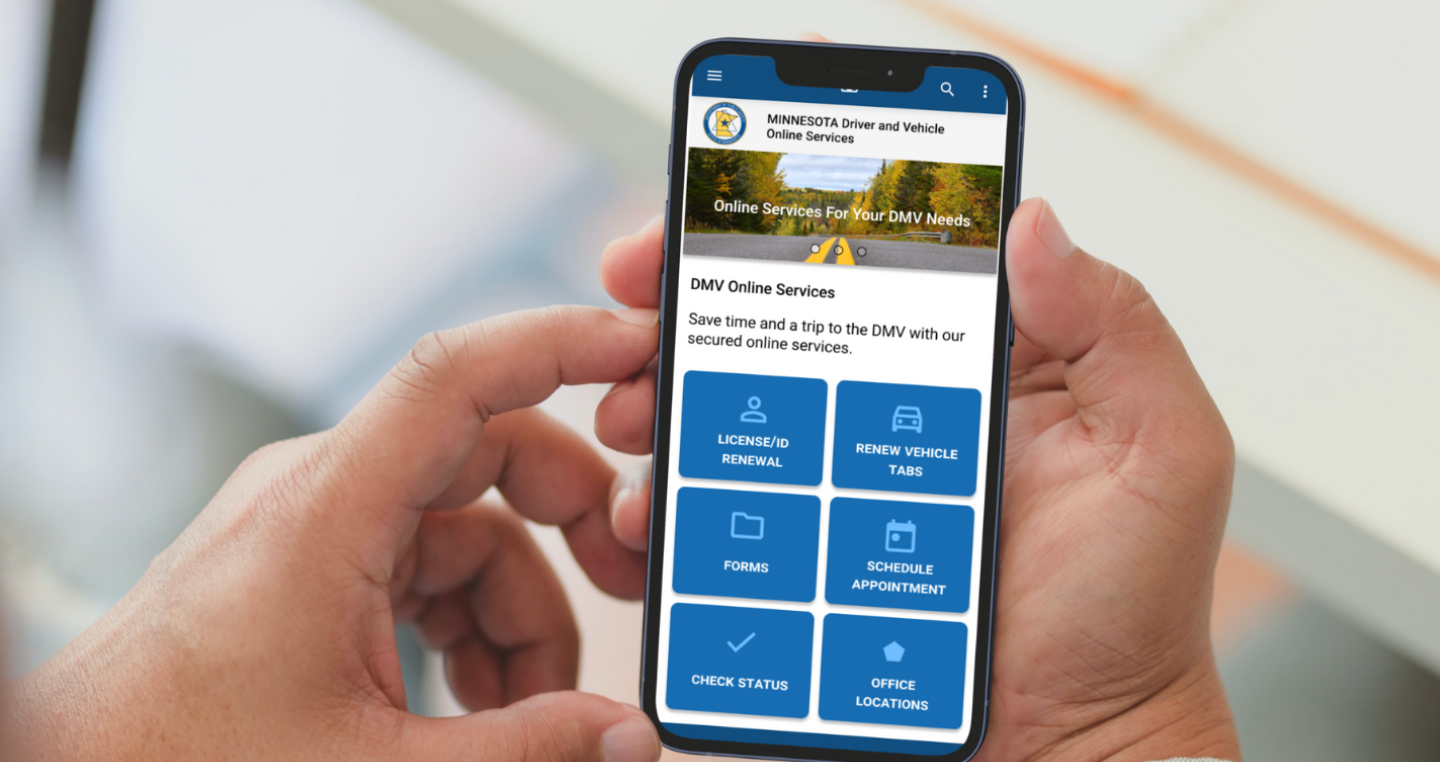 MINNESOTA Driver and Vehicle
Online Services
Online Services For Your DMV Needs
DMV Online Services
Save time and a trip to the DMV with our
secured online services.
LICENSE/ID
RENEWAL
RENEW VEHICLE
TABS
FORMS
SCHEDULE
APPOINTMENT
CHECK STATUS
OFFICE
LOCATIONS